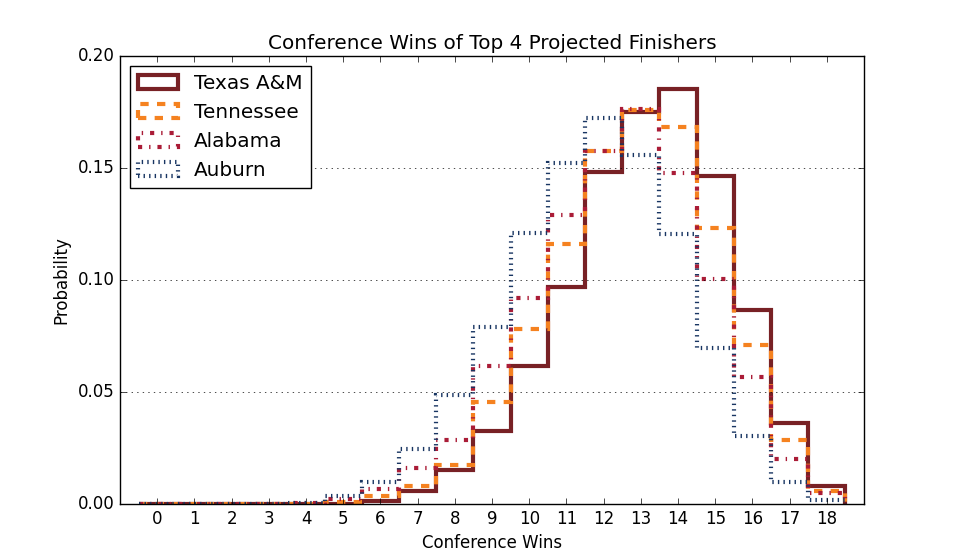 Conference Wins of Top 4 Projected Finishers
Texas A&M
Tennessee
Alabama
Auburn
Probability
0.20
0.15
0.10
0.05
0.00
0 1 2 3 4 5 6 7 8 9 10 11 12 13 14 15 16 17 18
Conference Wins